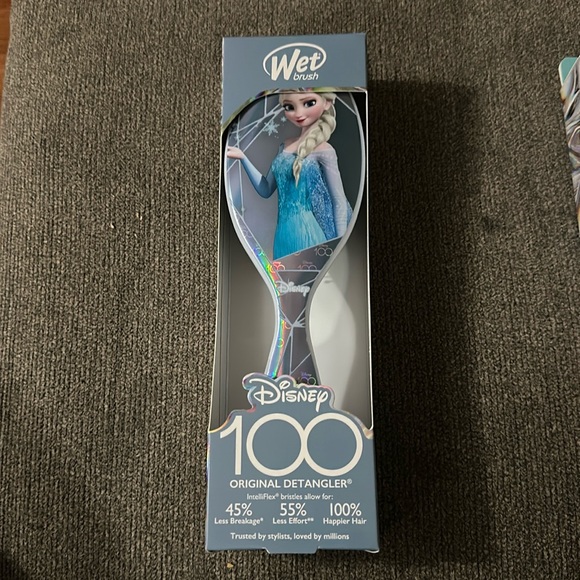 Wet
brush
100
Disney
100
Disney
100
ORIGINAL DETANGLER®
IntelliFlex® bristles allow for:
45% 55% 100%
Less Breakage* Less Effort** Happier Hair
Trusted by stylists, loved by millions